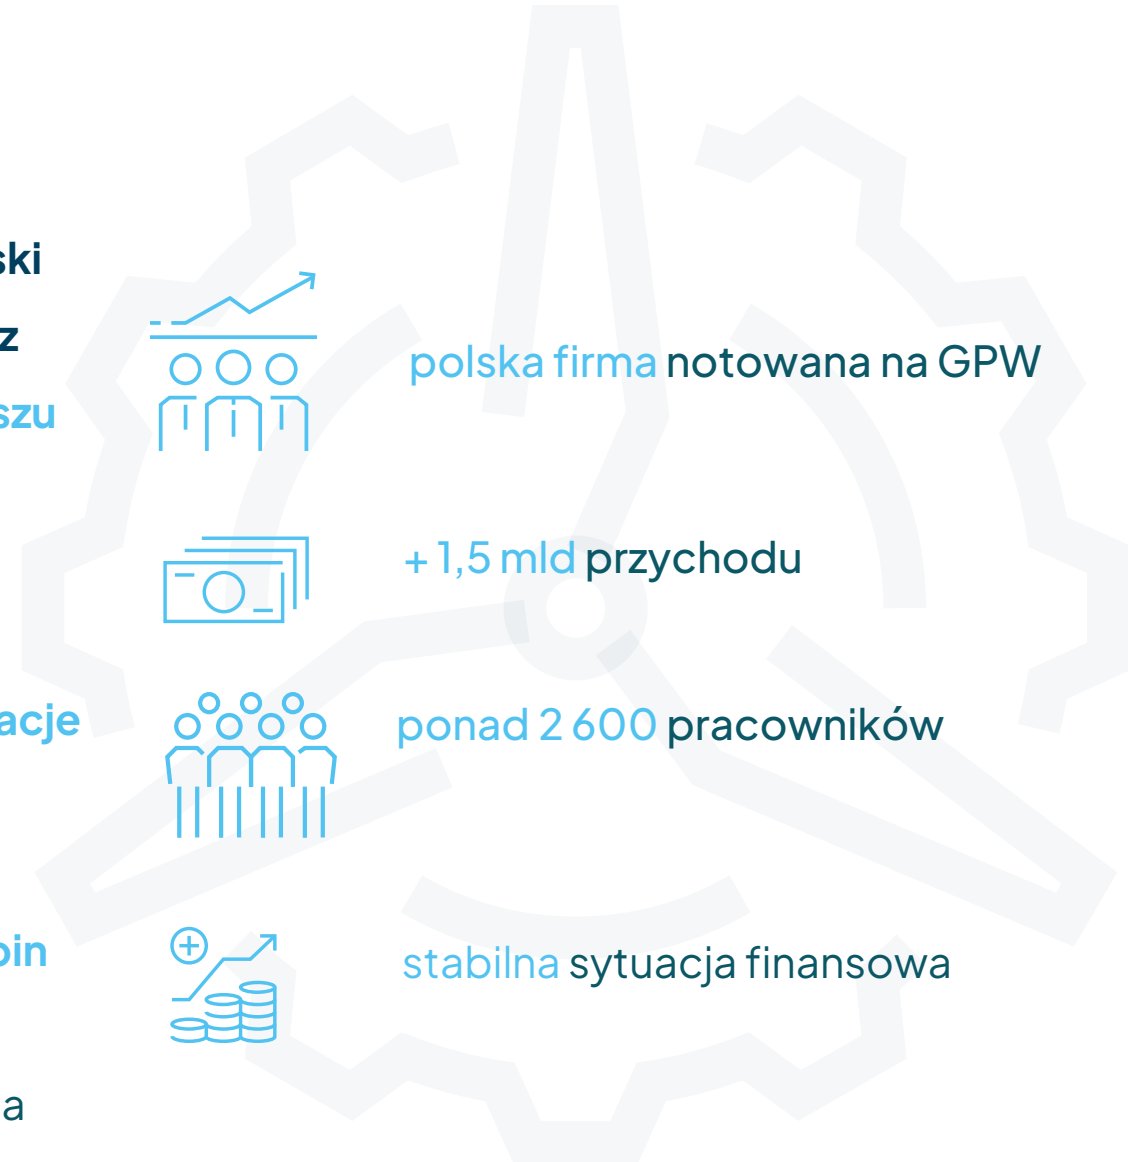 ski
z
szu
acje
oin
a
polska firma notowana na GPW
+ 1,5 mld przychodu
ponad 2 600 pracowników
stabilna sytuacja finansowa